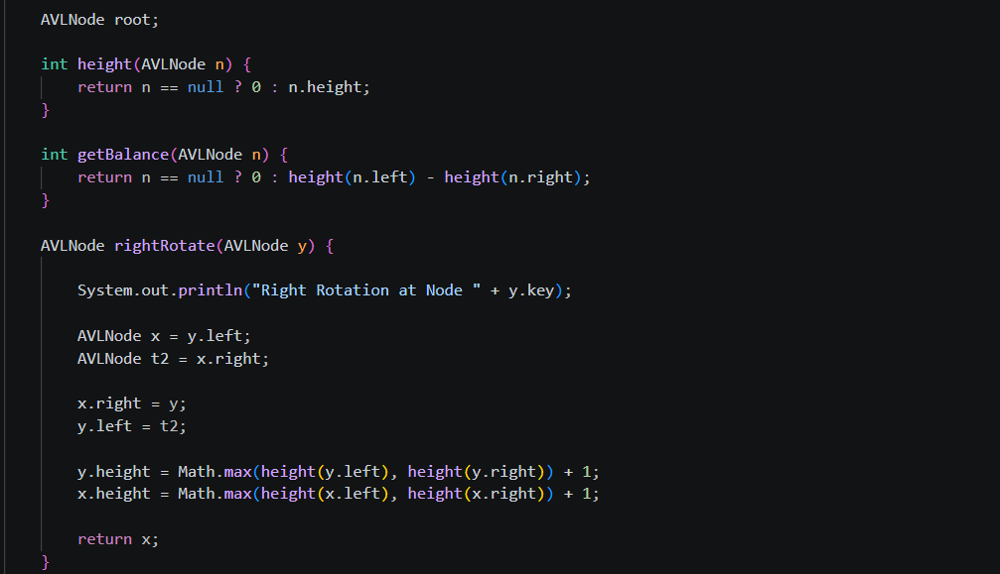 AVLNode root;
int height(AVLNode n) {
return n == null ? 0 : n.height;
}
int getBalance(AVLNode n) {
return n == null ? 0 : height(n.left) - height(n.right);
}
AVLNode rightRotate(AVLNode y) {
System.out.println("Right Rotation at Node " + y.key);
AVLNode x = y.left;
AVLNode t2 = x.right;
x.right = y;
y.left = t2;
y.height = Math.max(height(y.left), height(y.right)) + 1;
x.height = Math.max(height(x.left), height(x.right)) + 1;
return x;
}